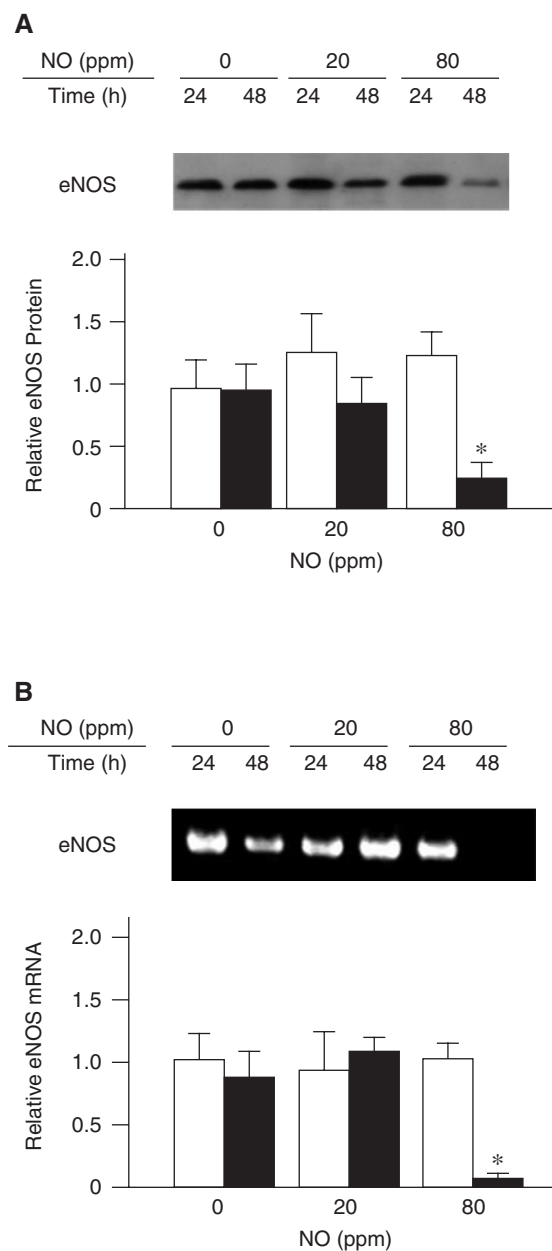 A
NO (ppm) 0 20 80
Time (h) 24 48 24 48 24 48
eNOS
Relative eNOS Protein
2.0
1.5
1.0
0.5
0
*
0 20 80
NO (ppm)
B
NO (ppm) 0 20 80
Time (h) 24 48 24 48 24 48
eNOS
Relative eNOS mRNA
2.0
1.5
1.0
0.5
0
*
0 20 80
NO (ppm)